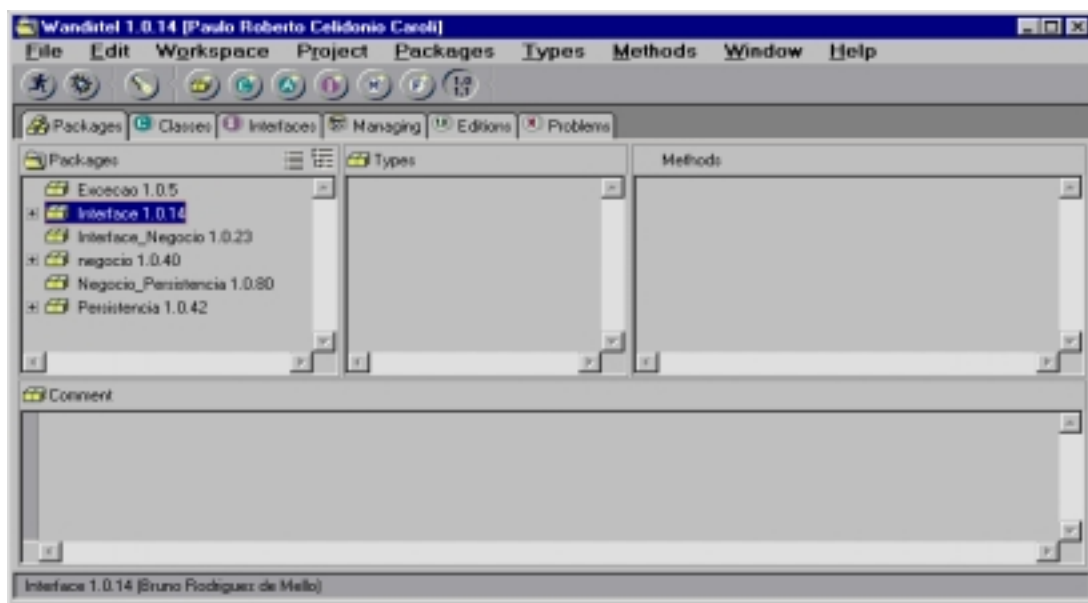 Wandirtel 1.0.14 [Paulo Roberto Celidonio Caroli]
File Edit Workspace Project Packages Types Methods Window Help
Packages Classes Interfaces Managing Editions Problems
Packages Types Methods
Excecao 1.0.5
Interface 1.0.14
Interface_Negocio 1.0.23
negocio 1.0.40
Negocio_Persistencia 1.0.80
Persistencia 1.0.42
Comment
Interface 1.0.14 (Bruno Rodriguez de Mello)